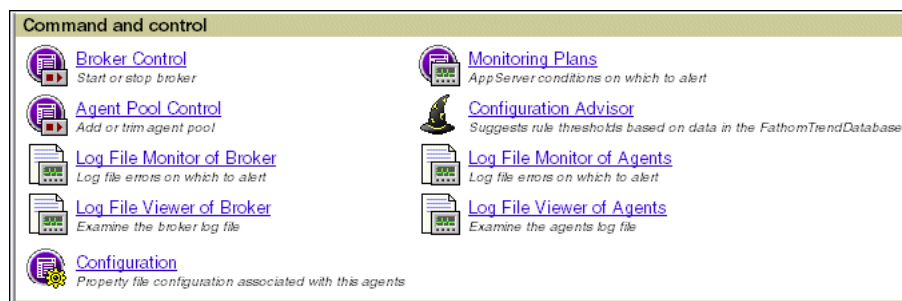 Command and control
Broker Control
Start or stop broker
Monitoring Plans
AppServer conditions on which to alert
Agent Pool Control
Add or trim agent pool
Configuration Advisor
Suggests rule thresholds based on data in the FathomTrendDatabase
Log File Monitor of Broker
Log file errors on which to alert
Log File Monitor of Agents
Log file errors on which to alert
Log File Viewer of Broker
Examine the broker log file
Log File Viewer of Agents
Examine the agents log file
Configuration
Property file configuration associated with this agents